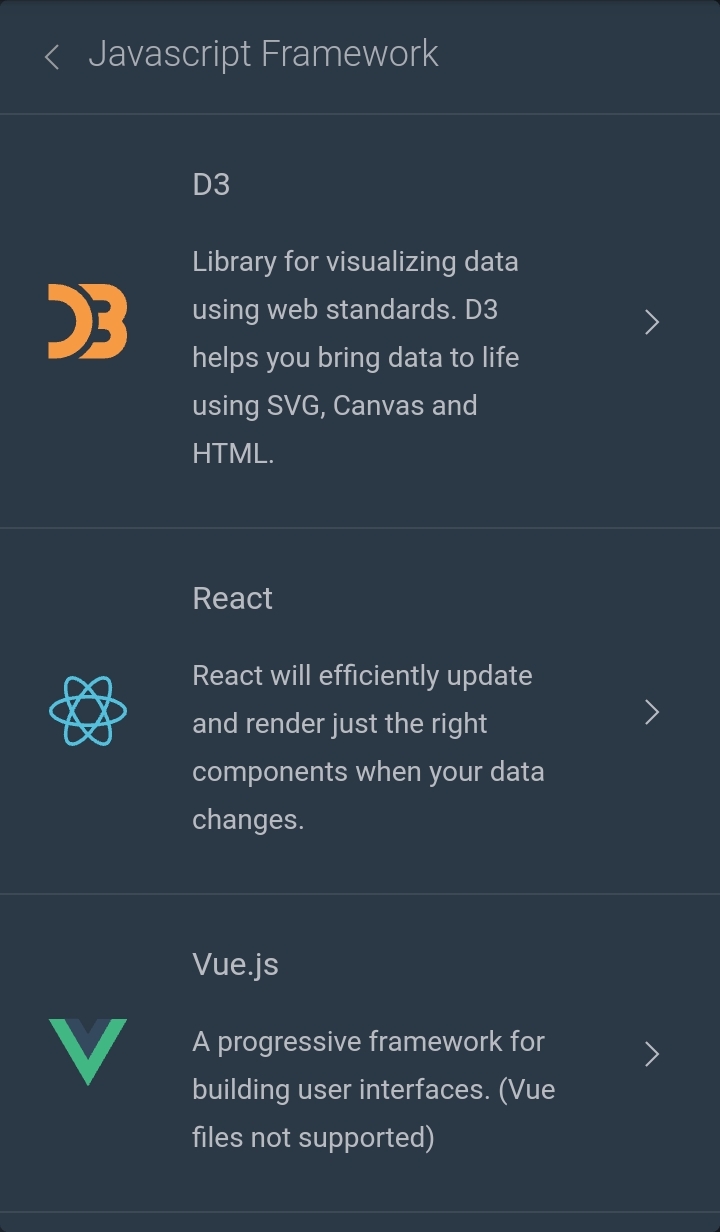 Javascript Framework
D3
Library for visualizing data
using web standards. D3
helps you bring data to life
using SVG, Canvas and
HTML.
React
React will efficiently update
and render just the right
components when your data
changes.
Vue.js
A progressive framework for
building user interfaces. (Vue
files not supported)